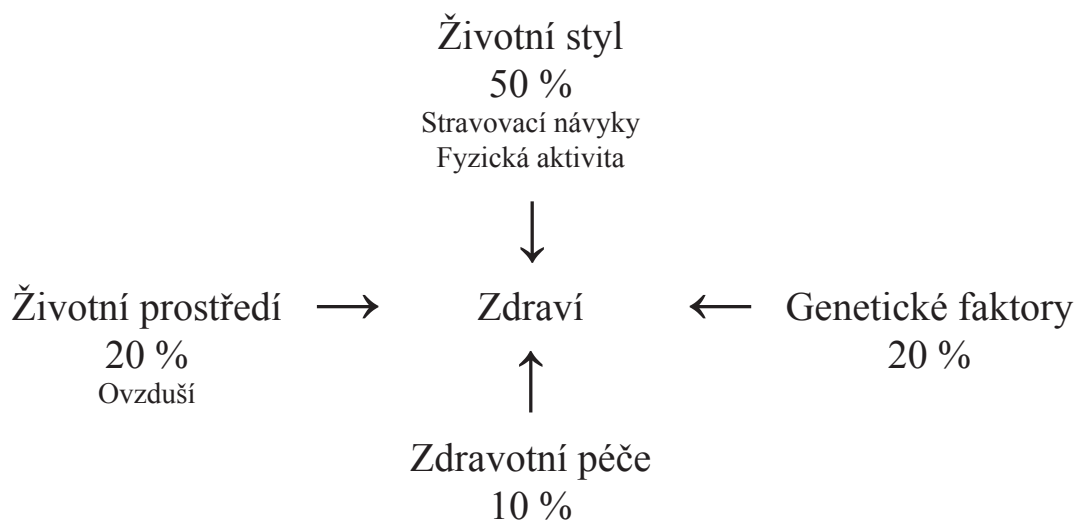 Životní styl
50 %
Stravovací návyky
Fyzická aktivita
Životní prostředí
20 %
Ovzduší
Zdraví
Genetické faktory
20 %
Zdravotní péče
10 %